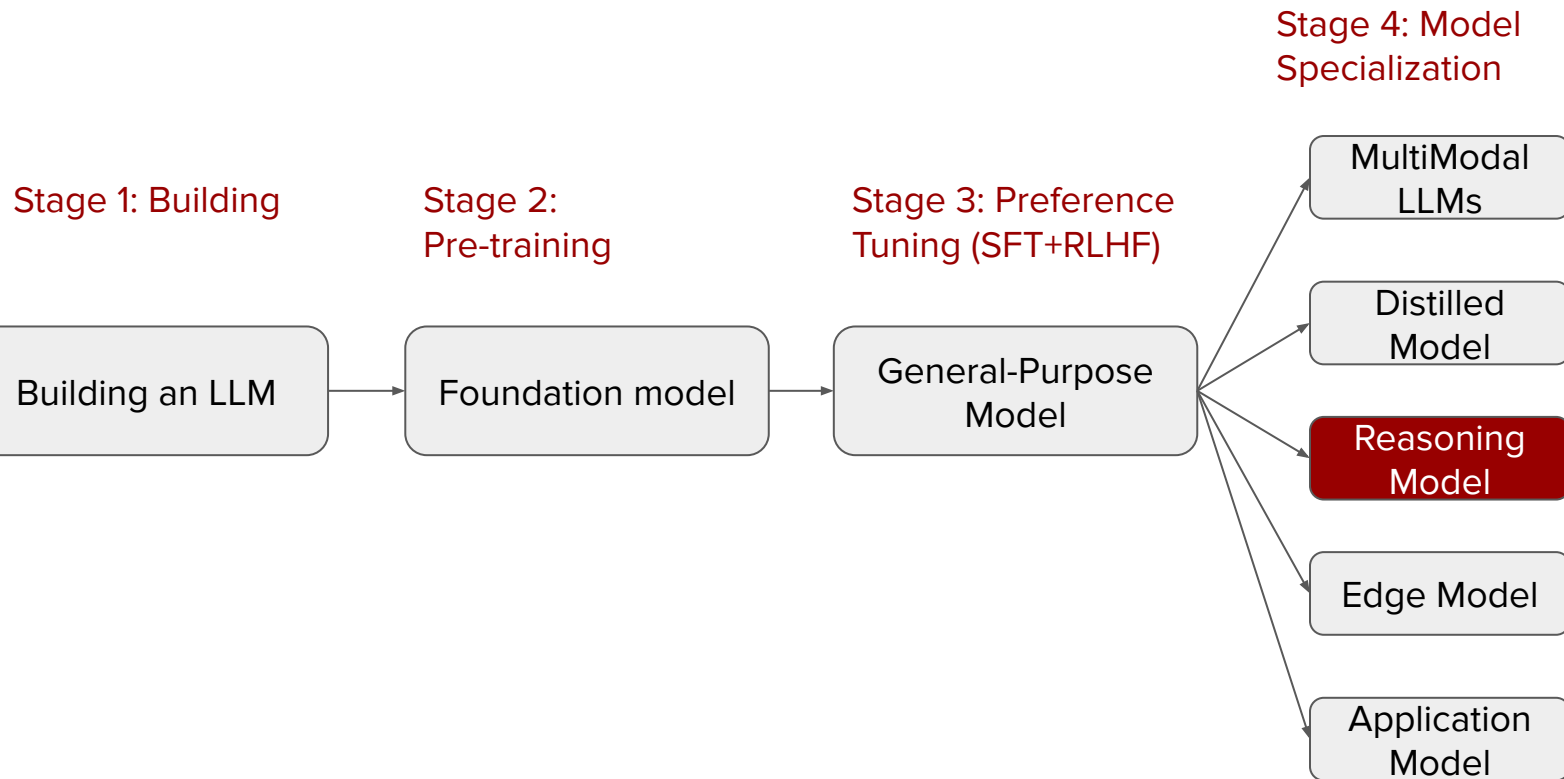 Stage 4: Model
Specialization
Stage 1: Building
Stage 2:
Pre-training
Stage 3: Preference
Tuning (SFT+RLHF)
Building an LLM
Foundation model
General-Purpose
Model
MultiModal
LLMs
Distilled
Model
Reasoning
Model
Edge Model
Application
Model